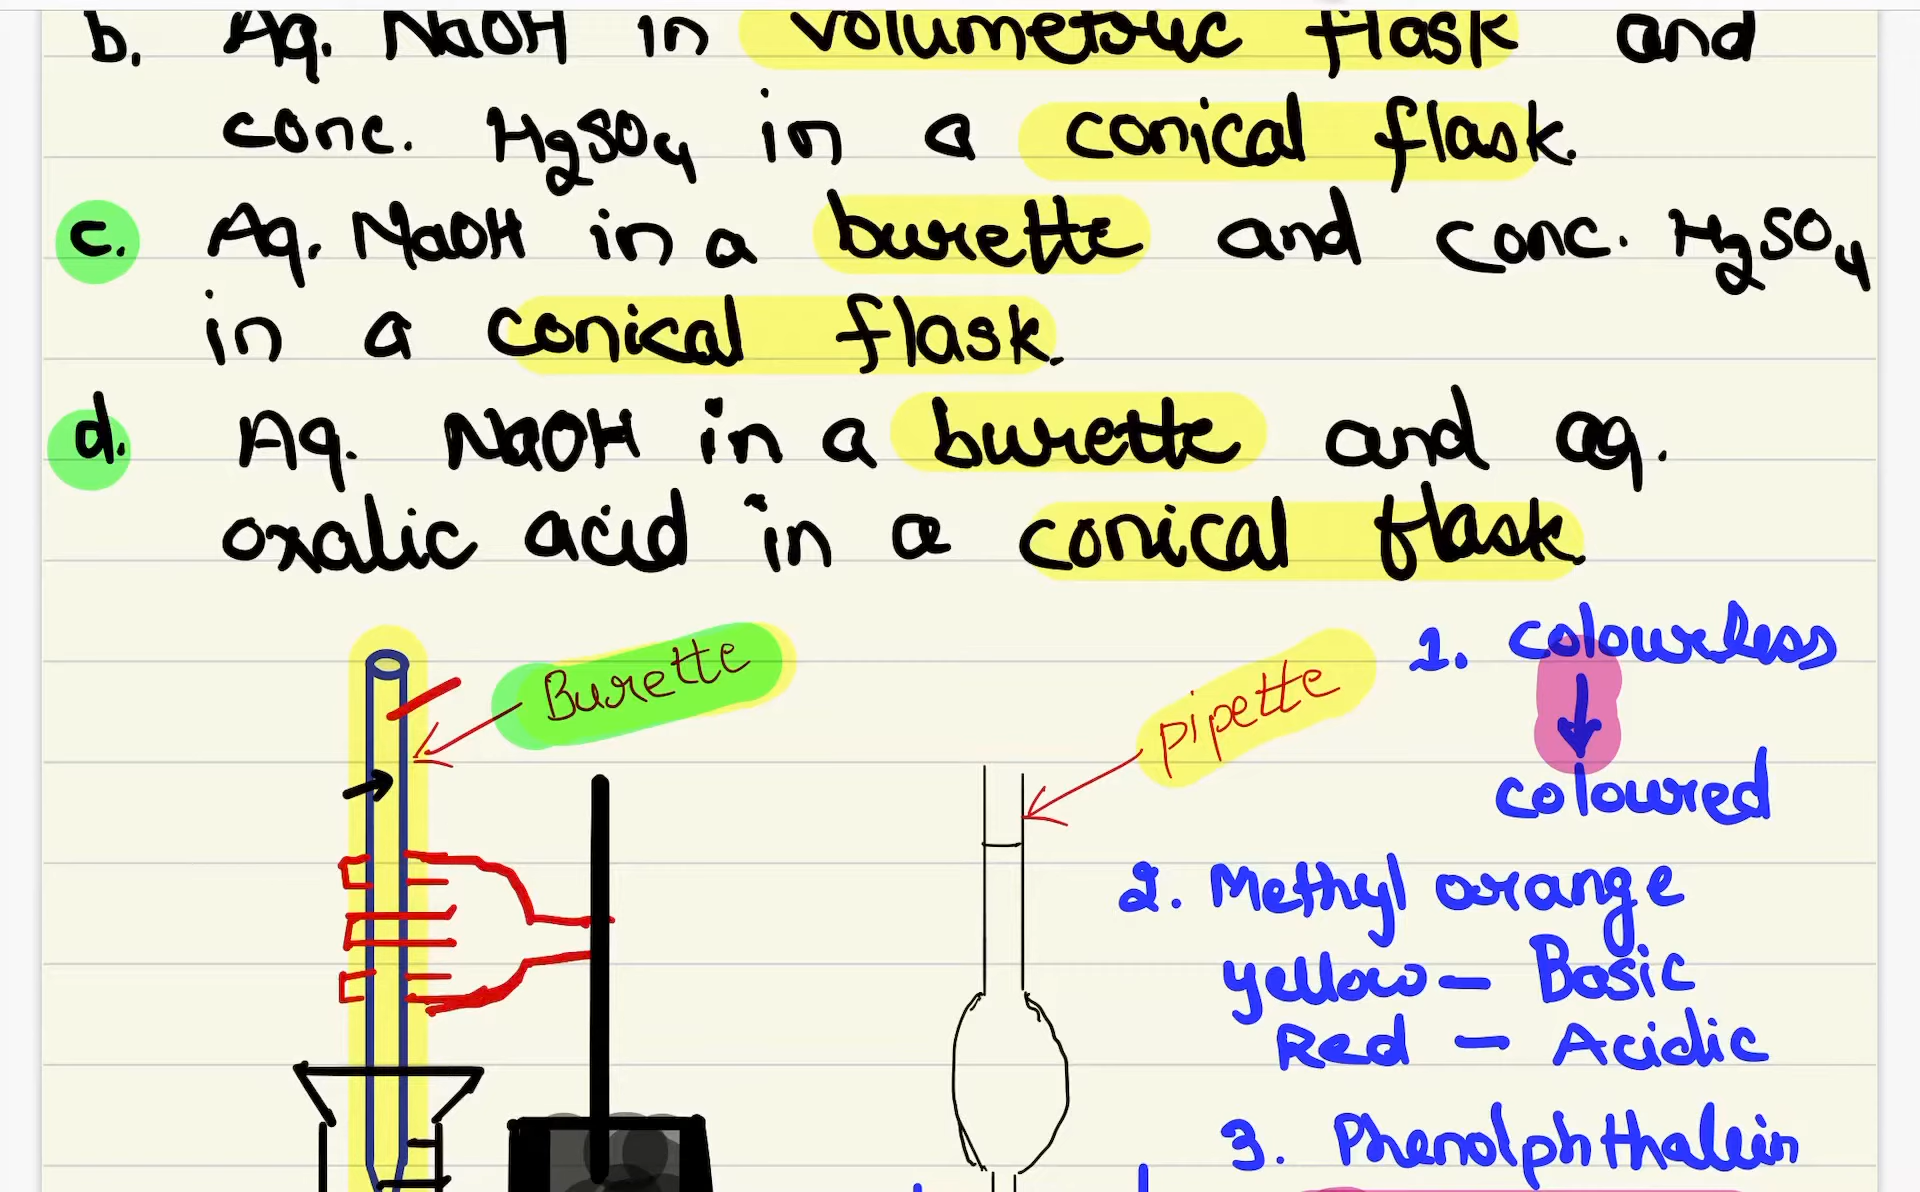 b. Aq. NaOH in volumetric flask and
conc. H2SO4 in a conical flask.
c. Aq. NaOH in a burette and conc. H2SO4
in a conical flask.
d. Aq. NaOH in a burette and aq.
oxalic acid in a conical flask.
Burette
pipette
1. colourless
coloured
2. Methyl orange
yellow — Basic
Red — Acidic
3. Phenolphthalein